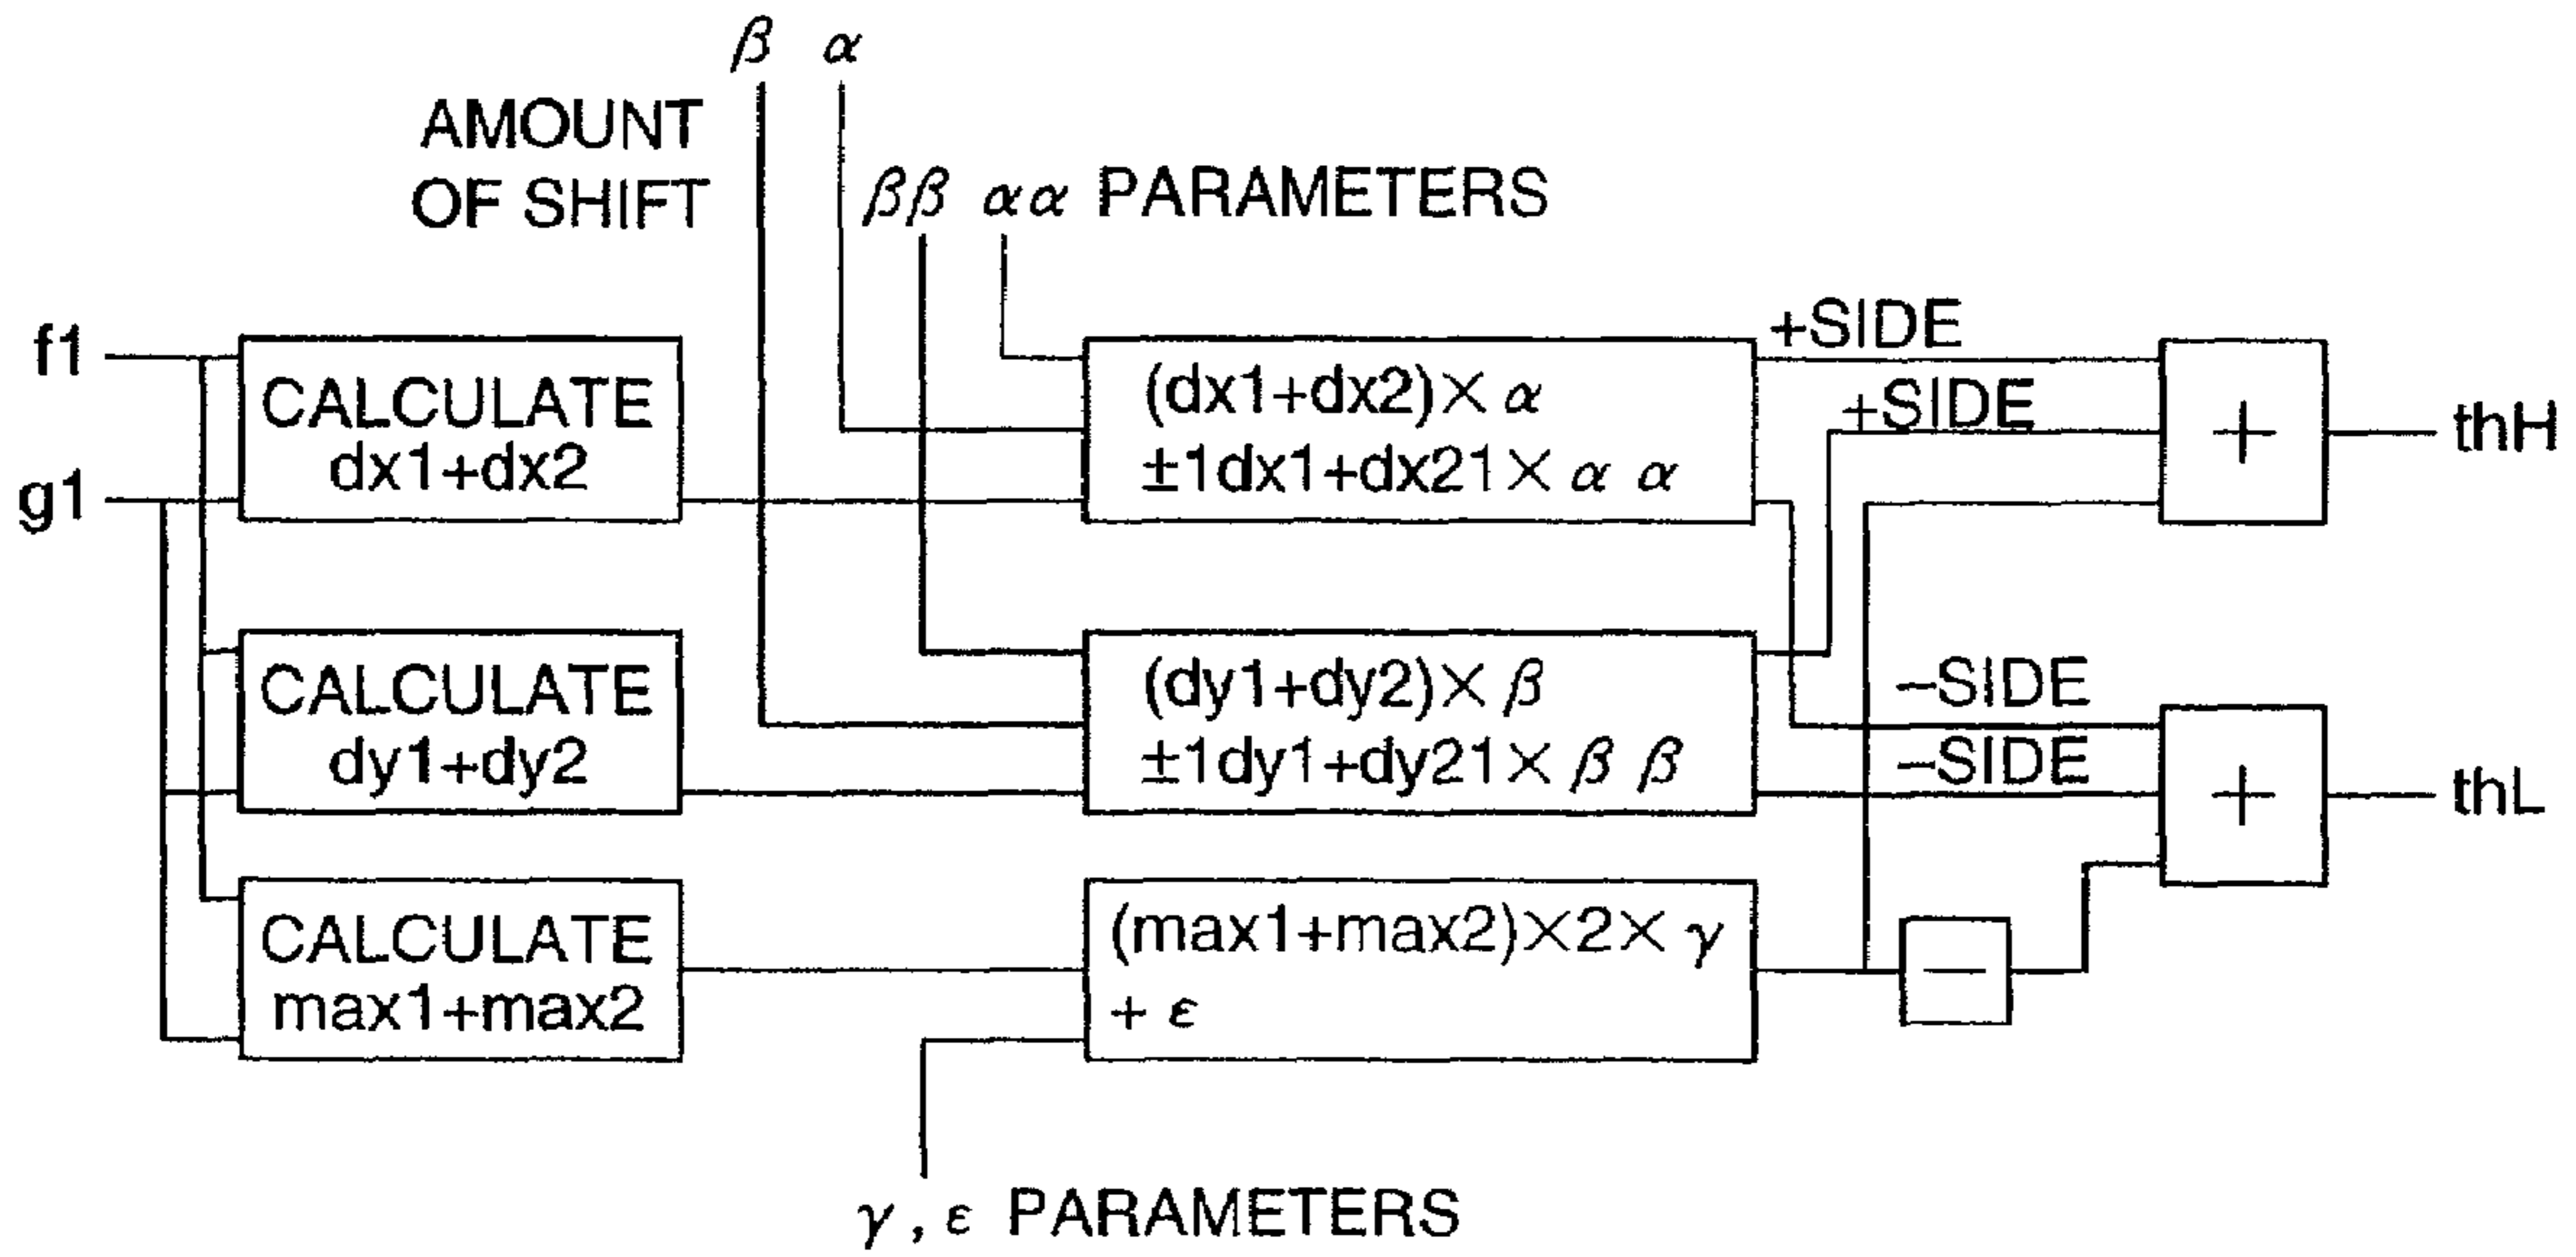 β α
AMOUNT
OF SHIFT
ββ αα PARAMETERS
f1
g1
CALCULATE
dx1+dx2
(dx1+dx2)× α
±1dx1+dx21× α α
+SIDE
+SIDE
+
thH
CALCULATE
dy1+dy2
(dy1+dy2)× β
±1dy1+dy21× β β
–SIDE
–SIDE
+
thL
CALCULATE
max1+max2
(max1+max2)×2× γ
+ ε
—
γ , ε PARAMETERS